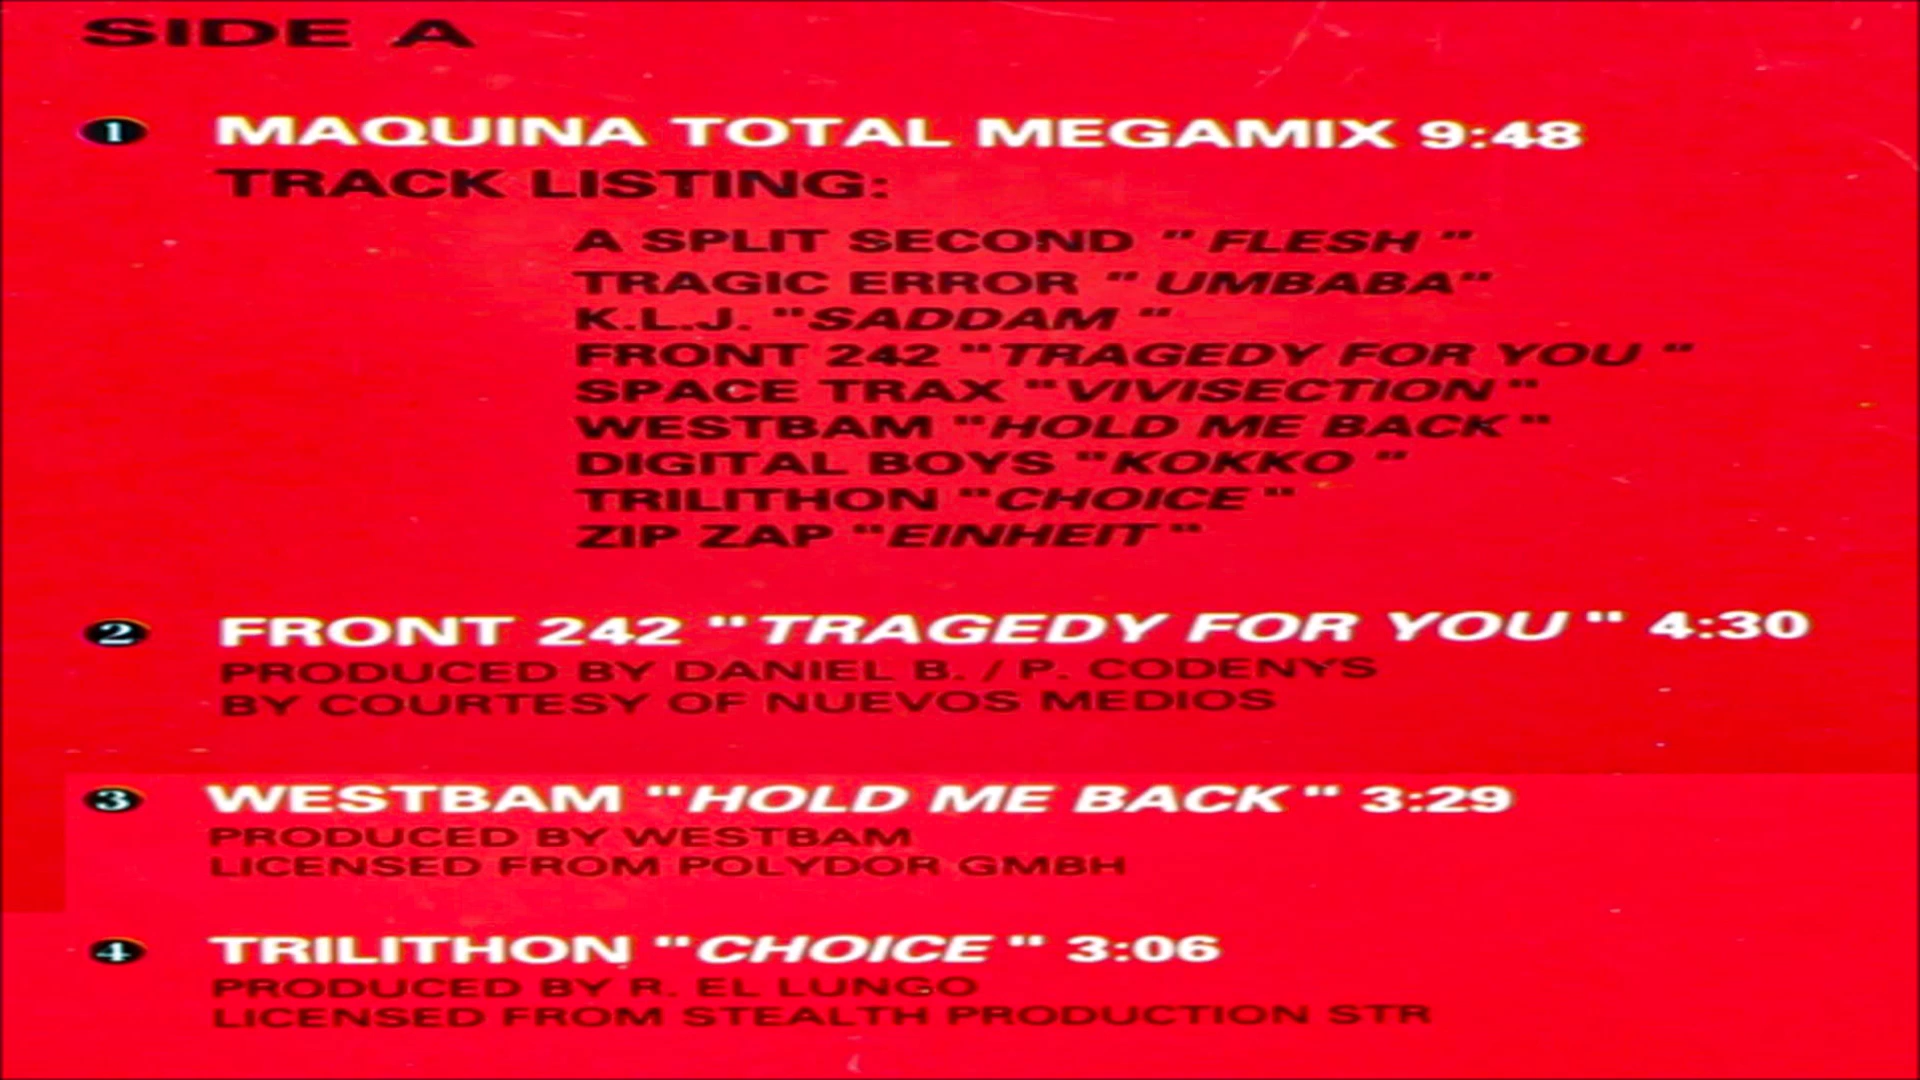 SIDE A
1 MAQUINA TOTAL MEGAMIX 9:48
TRACK LISTING:
A SPLIT SECOND " FLESH "
TRAGIC ERROR " UMBABA"
K.L.J. "SADDAM "
FRONT 242 "TRAGEDY FOR YOU "
SPACE TRAX "VIVISECTION "
WESTBAM "HOLD ME BACK "
DIGITAL BOYS "KOKKO "
TRILITHON "CHOICE "
ZIP ZAP "EINHEIT "
2 FRONT 242 "TRAGEDY FOR YOU " 4:30
PRODUCED BY DANIEL B. / P. CODENYS
BY COURTESY OF NUEVOS MEDIOS
3 WESTBAM "HOLD ME BACK " 3:29
PRODUCED BY WESTBAM
LICENSED FROM POLYDOR GMBH
4 TRILITHON "CHOICE " 3:06
PRODUCED BY R. EL LUNGO
LICENSED FROM STEALTH PRODUCTION STR